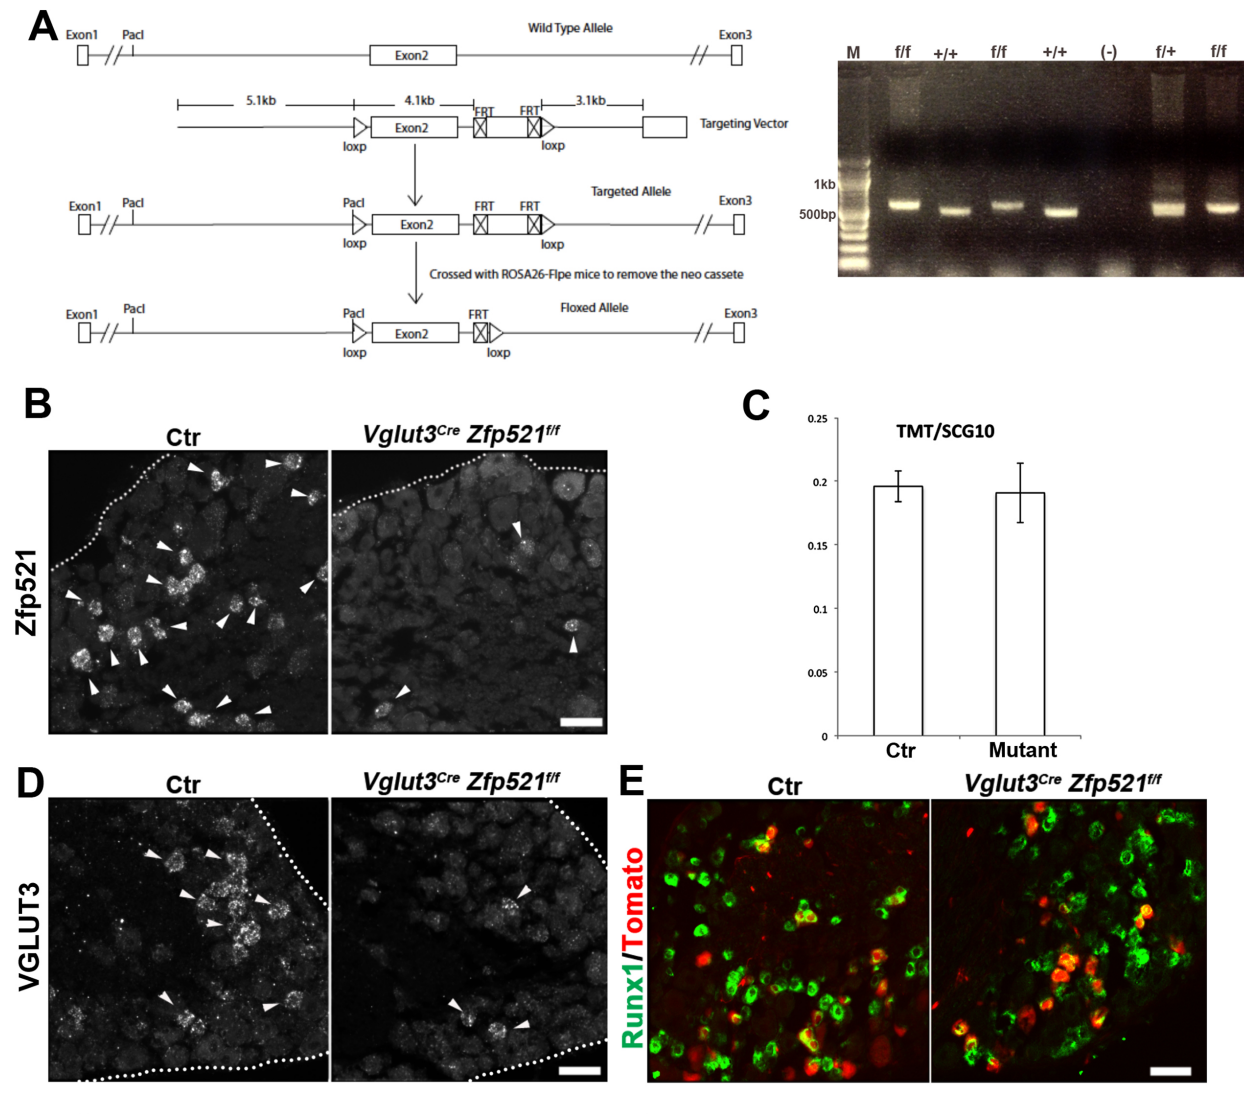 A
Exon1
PacI
Exon2
Wild Type Allele
Exon3
5.1kb
4.1kb
FRT
FRT
3.1kb
Exon2
loxp
loxp
Targeting Vector
Exon1
PacI
PacI
Exon2
FRT
FRT
Targeted Allele
Exon3
loxp
loxp
Crossed with ROSA26-Flpe mice to remove the neo cassete
Exon1
PacI
PacI
Exon2
FRT
Floxed Allele
Exon3
loxp
loxp
M
f/f
+/+
f/f
+/+
(-)
f/+
f/f
1kb
500bp
B
Ctr
Vglut3Cre Zfp521f/f
Zfp521
C
TMT/SCG10
0.25
0.2
0.15
0.1
0.05
0
Ctr
Mutant
D
Ctr
Vglut3Cre Zfp521f/f
VGLUT3
E
Ctr
Vglut3Cre Zfp521f/f
Runx1/Tomato